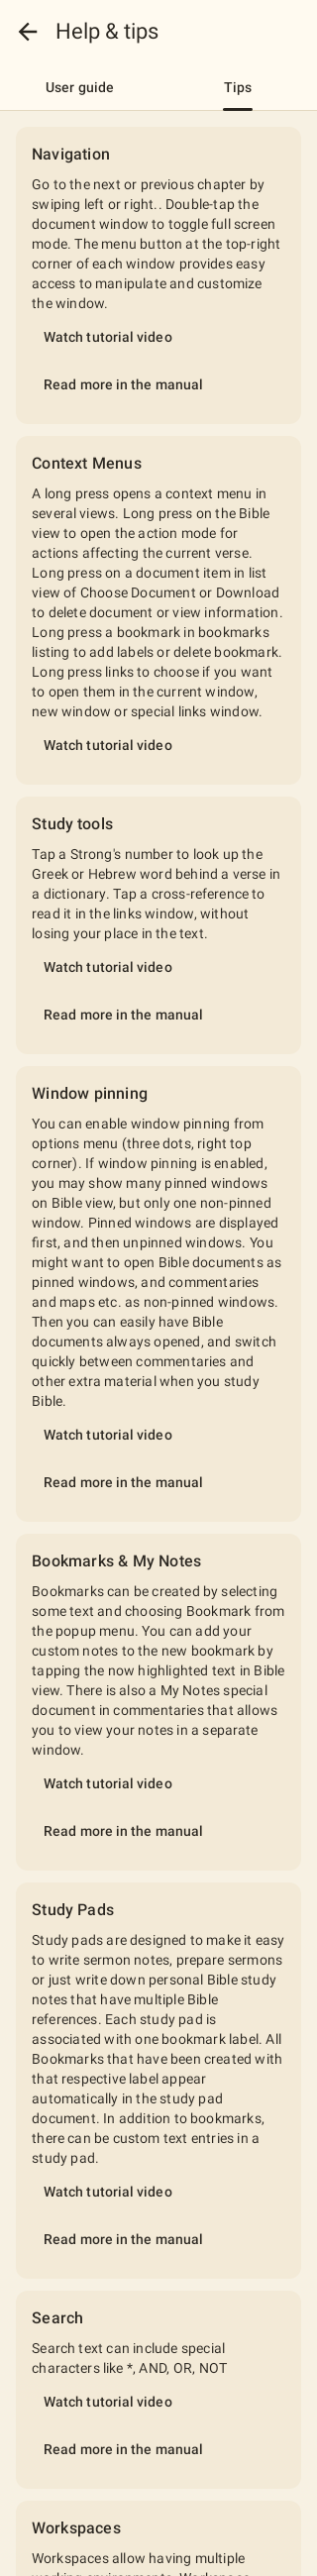 Help & tips
User guide
Tips
Navigation
Go to the next or previous chapter by
swiping left or right.. Double-tap the
document window to toggle full screen
mode. The menu button at the top-right
corner of each window provides easy
access to manipulate and customize
the window.
Watch tutorial video
Read more in the manual
Context Menus
A long press opens a context menu in
several views. Long press on the Bible
view to open the action mode for
actions affecting the current verse.
Long press on a document item in list
view of Choose Document or Download
to delete document or view information.
Long press a bookmark in bookmarks
listing to add labels or delete bookmark.
Long press links to choose if you want
to open them in the current window,
new window or special links window.
Watch tutorial video
Study tools
Tap a Strong's number to look up the
Greek or Hebrew word behind a verse in
a dictionary. Tap a cross-reference to
read it in the links window, without
losing your place in the text.
Watch tutorial video
Read more in the manual
Window pinning
You can enable window pinning from
options menu (three dots, right top
corner). If window pinning is enabled,
you may show many pinned windows
on Bible view, but only one non-pinned
window. Pinned windows are displayed
first, and then unpinned windows. You
might want to open Bible documents as
pinned windows, and commentaries
and maps etc. as non-pinned windows.
Then you can easily have Bible
documents always opened, and switch
quickly between commentaries and
other extra material when you study
Bible.
Watch tutorial video
Read more in the manual
Bookmarks & My Notes
Bookmarks can be created by selecting
some text and choosing Bookmark from
the popup menu. You can add your
custom notes to the new bookmark by
tapping the now highlighted text in Bible
view. There is also a My Notes special
document in commentaries that allows
you to view your notes in a separate
window.
Watch tutorial video
Read more in the manual
Study Pads
Study pads are designed to make it easy
to write sermon notes, prepare sermons
or just write down personal Bible study
notes that have multiple Bible
references. Each study pad is
associated with one bookmark label. All
Bookmarks that have been created with
that respective label appear
automatically in the study pad
document. In addition to bookmarks,
there can be custom text entries in a
study pad.
Watch tutorial video
Read more in the manual
Search
Search text can include special
characters like *, AND, OR, NOT
Watch tutorial video
Read more in the manual
Workspaces
Workspaces allow having multiple